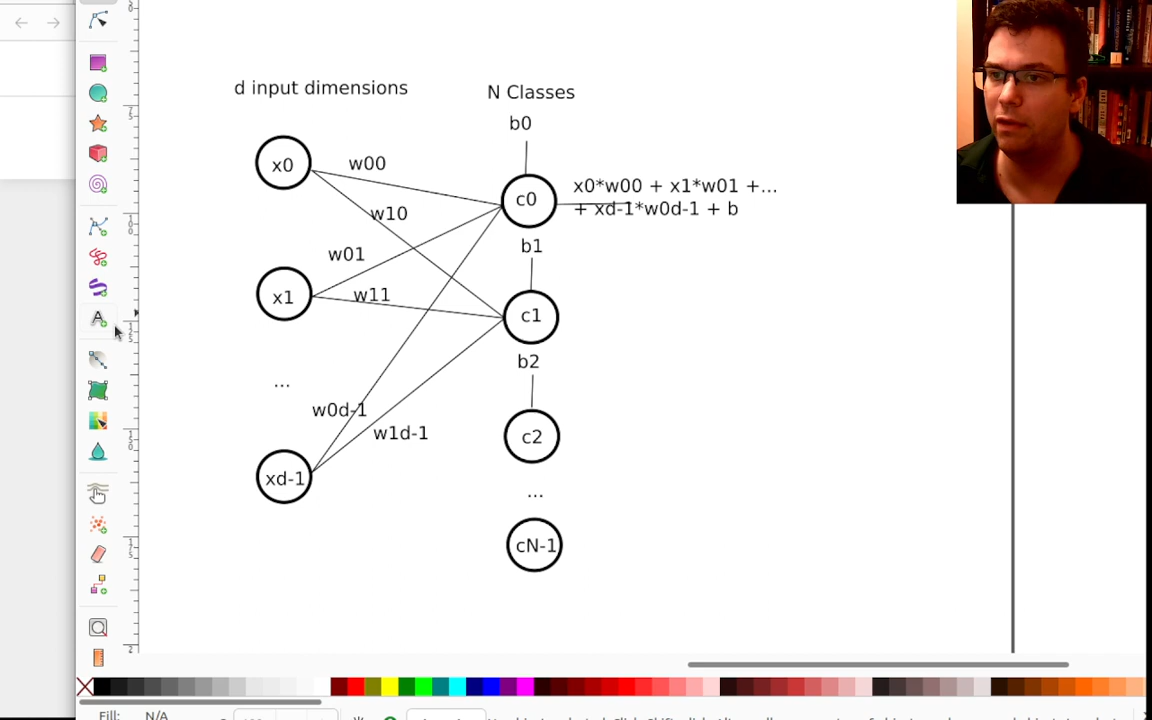 d input dimensions
N Classes
b0
x0
w00
c0
x0*w00 + x1*w01 +...
+ xd-1*w0d-1 + b
w10
b1
w01
x1
w11
c1
b2
...
w0d-1
w1d-1
c2
xd-1
...
cN-1
Fill:
N/A